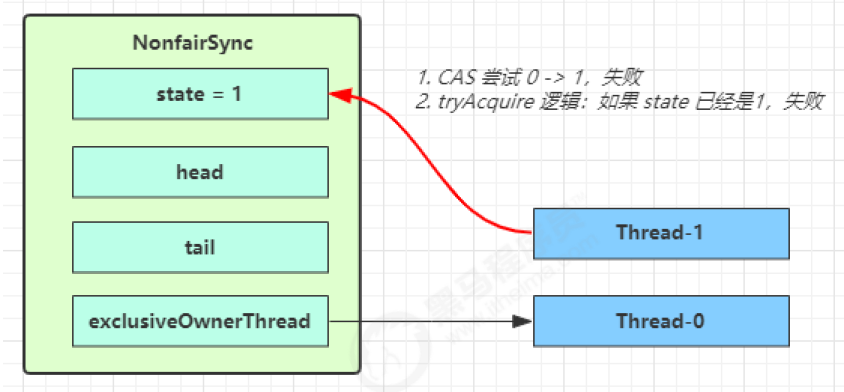 NonfairSync
state = 1
1. CAS 尝试 0 -> 1，失败
2. tryAcquire 逻辑：如果 state 已经是1，失败
head
tail
Thread-1
exclusiveOwnerThread
Thread-0